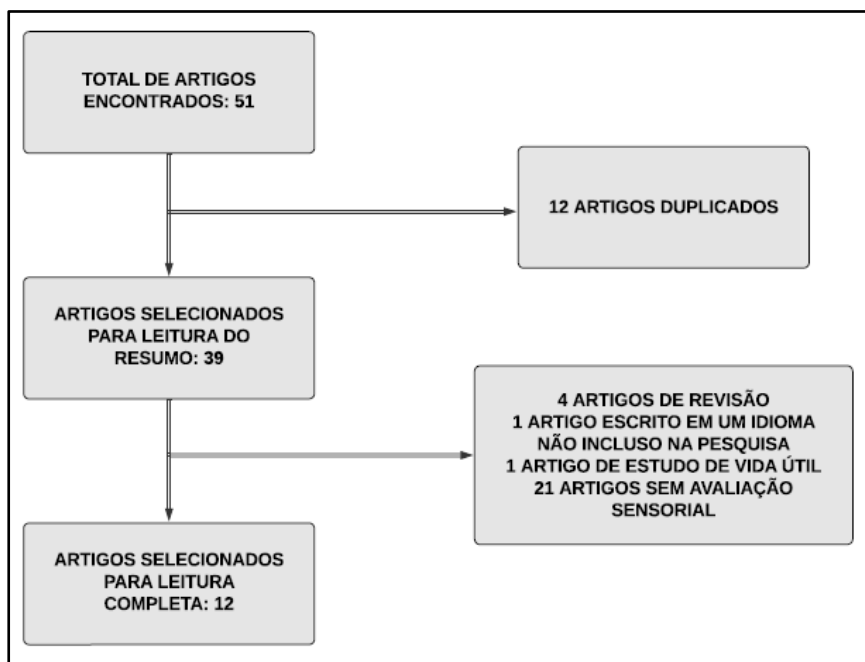 TOTAL DE ARTIGOS
ENCONTRADOS: 51
12 ARTIGOS DUPLICADOS
ARTIGOS SELECIONADOS
PARA LEITURA DO
RESUMO: 39
4 ARTIGOS DE REVISÃO
1 ARTIGO ESCRITO EM UM IDIOMA
NÃO INCLUSO NA PESQUISA
1 ARTIGO DE ESTUDO DE VIDA ÚTIL
21 ARTIGOS SEM AVALIAÇÃO
SENSORIAL
ARTIGOS SELECIONADOS
PARA LEITURA
COMPLETA: 12